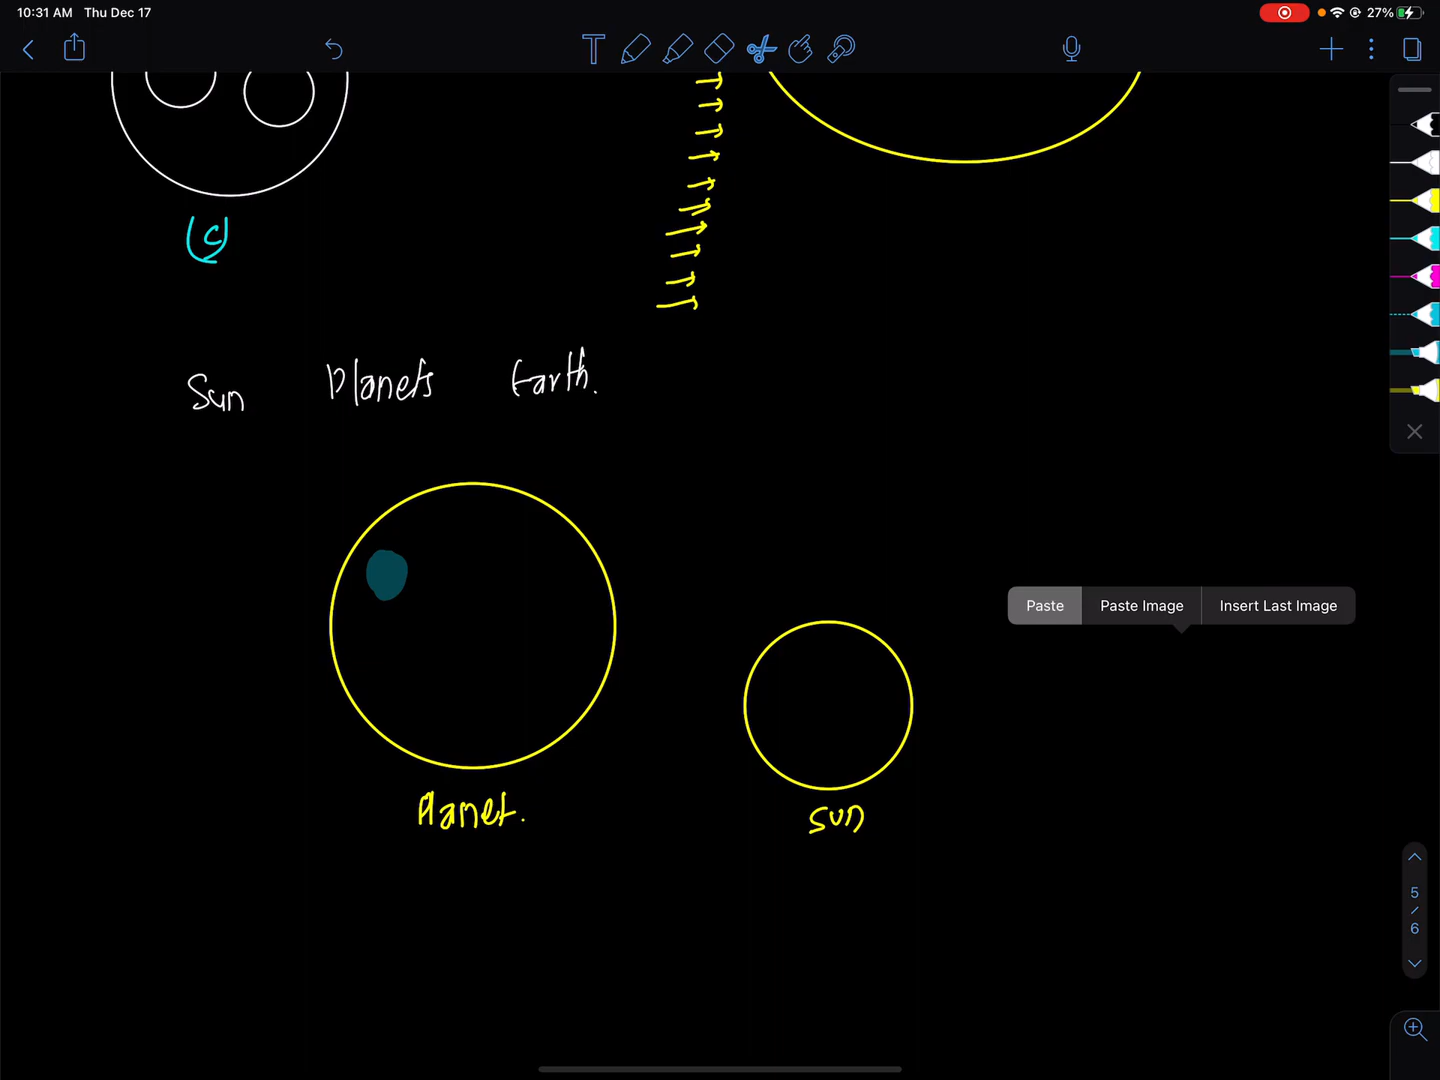 10:31 AM Thu Dec 17
27%
(c)
Sun Planets Earth.
Paste Paste Image Insert Last Image
Planet.
sun
5
/
6